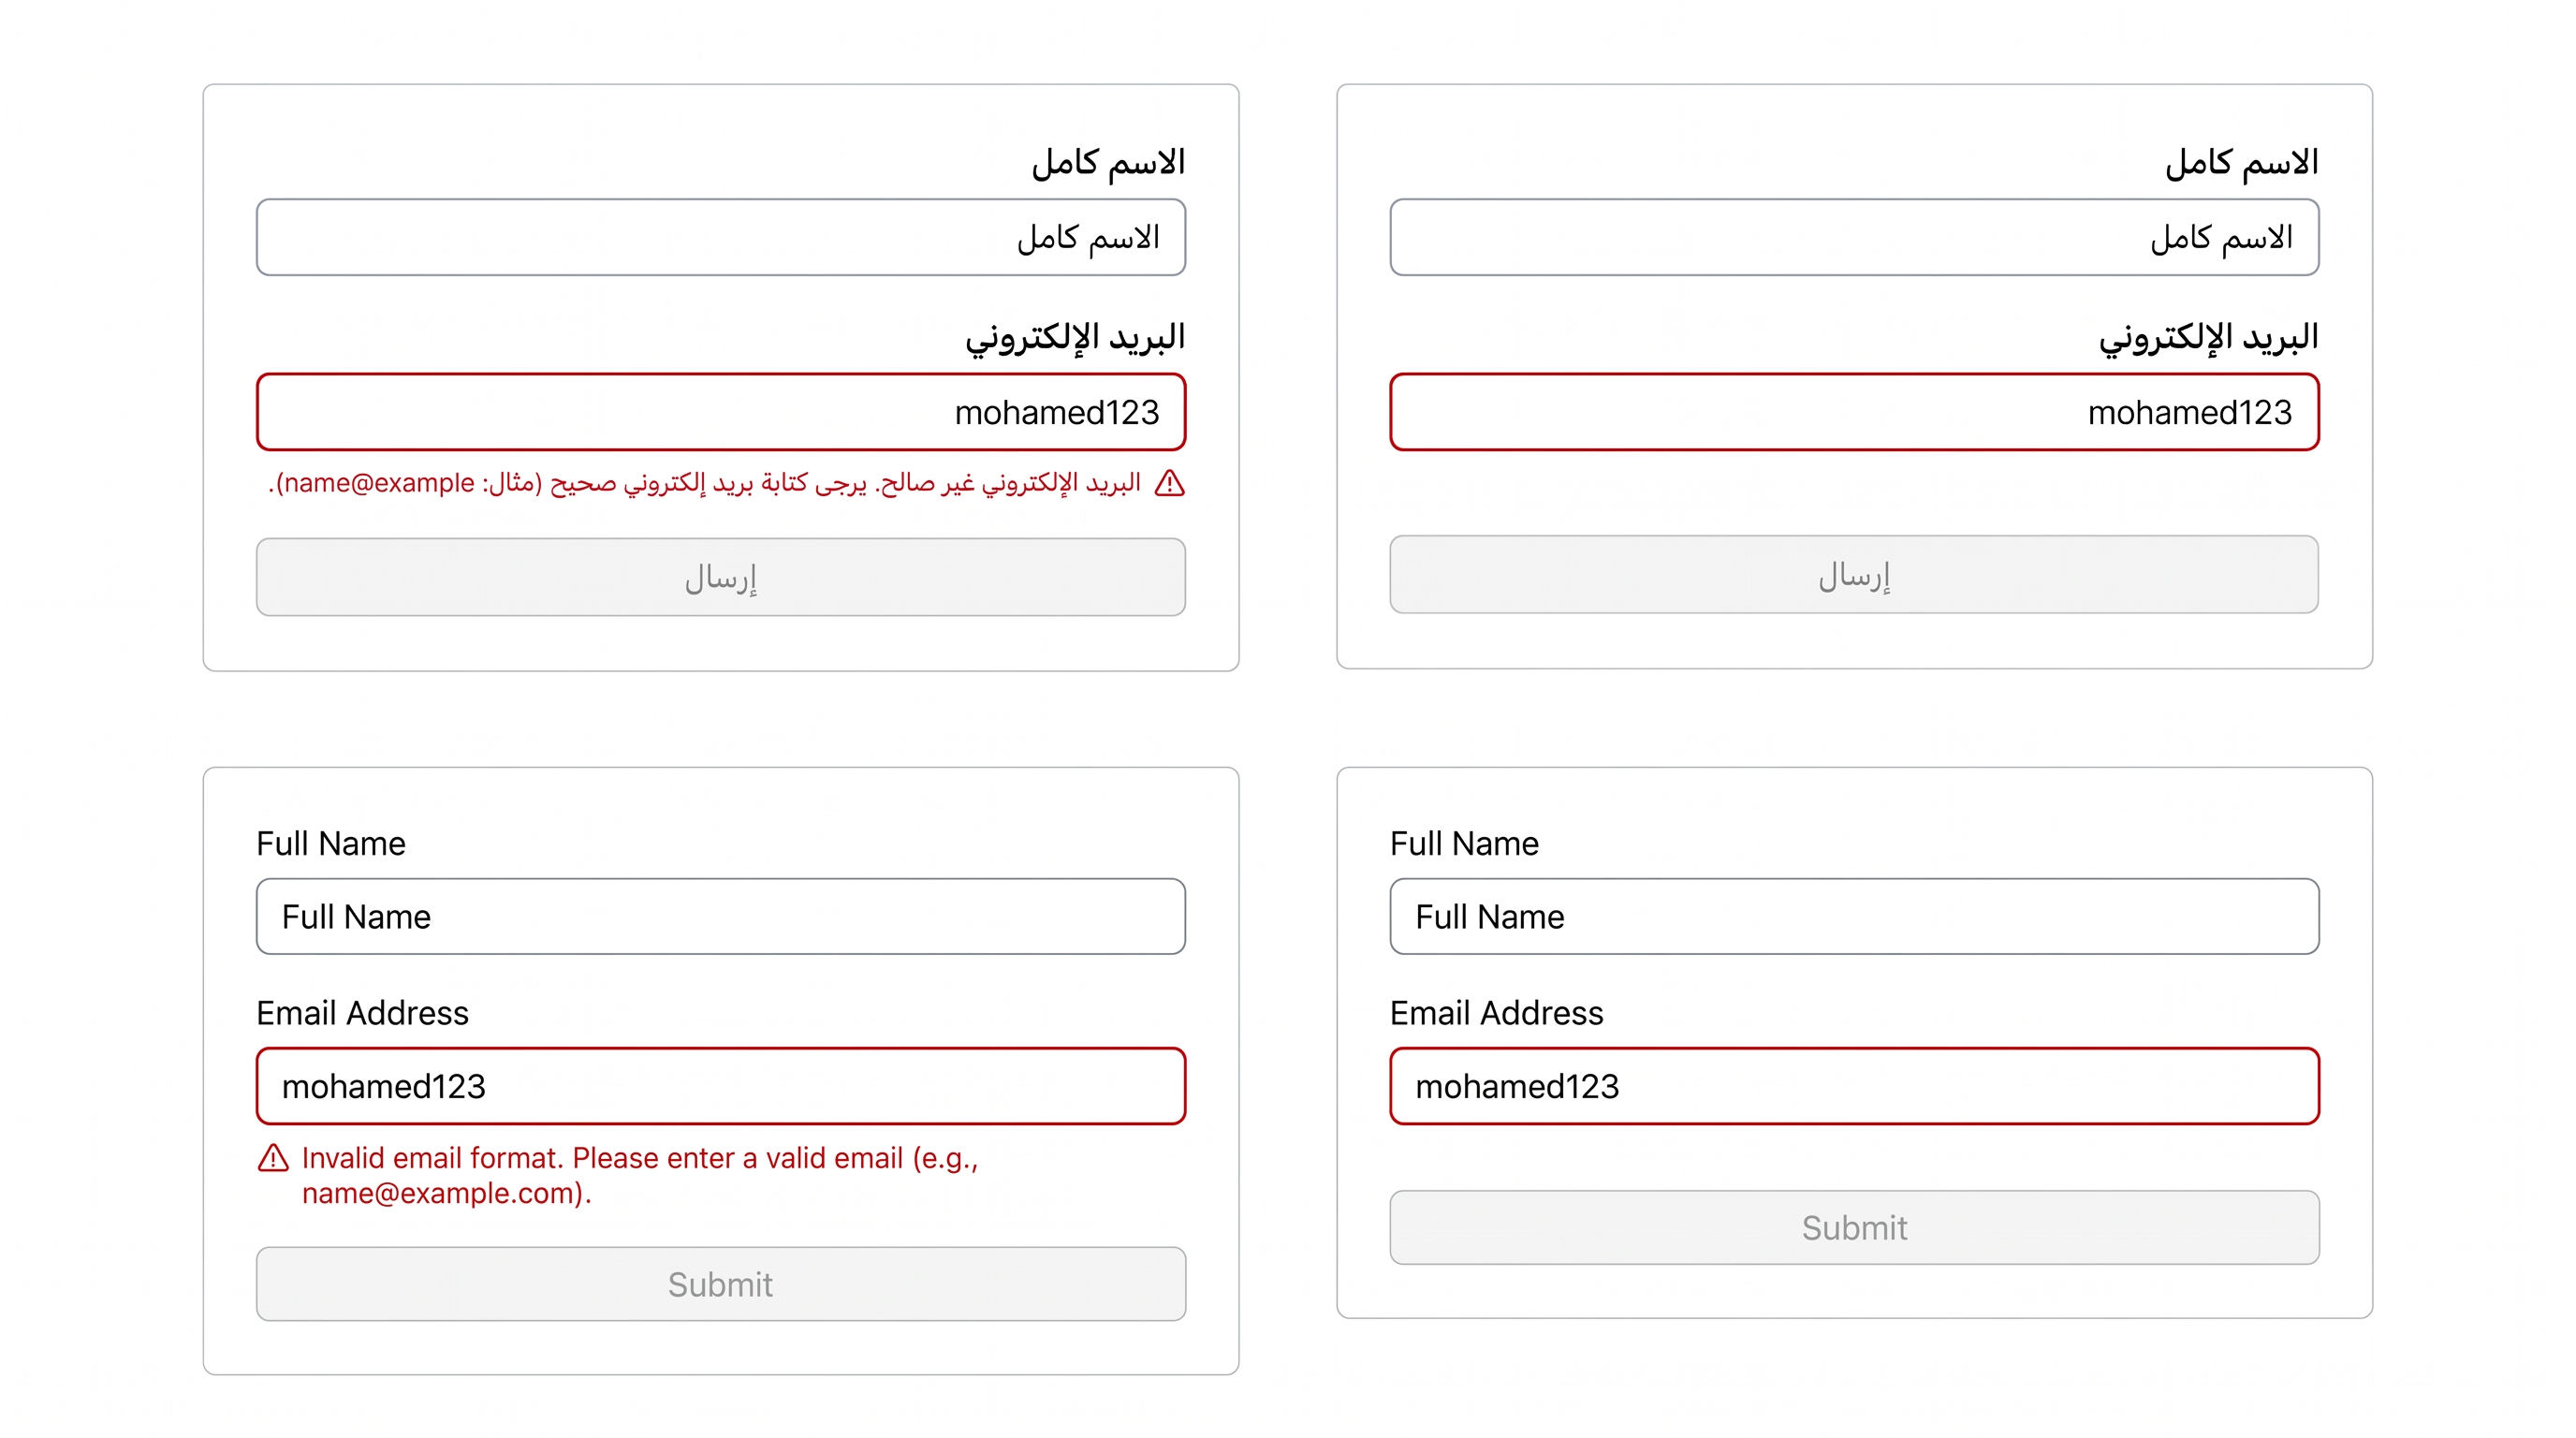 الاسم كامل
الاسم كامل
البريد الإلكتروني
mohamed123
البريد الإلكتروني غير صالح. يرجى كتابة بريد إلكتروني صحيح (مثال: name@example).
إرسال
الاسم كامل
الاسم كامل
البريد الإلكتروني
mohamed123
إرسال
Full Name
Full Name
Email Address
mohamed123
Invalid email format. Please enter a valid email (e.g.,
name@example.com).
Submit
Full Name
Full Name
Email Address
mohamed123
Submit